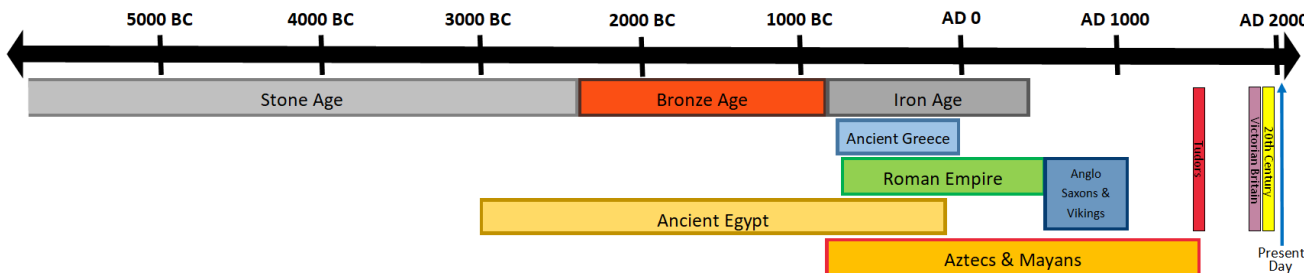 5000 BC
4000 BC
3000 BC
2000 BC
1000 BC
AD 0
AD 1000
AD 2000
Stone Age
Bronze Age
Iron Age
Ancient Greece
Roman Empire
Anglo
Saxons &
Vikings
Ancient Egypt
Aztecs & Mayans
Tudors
Victorian Britain
20th Century
Present
Day